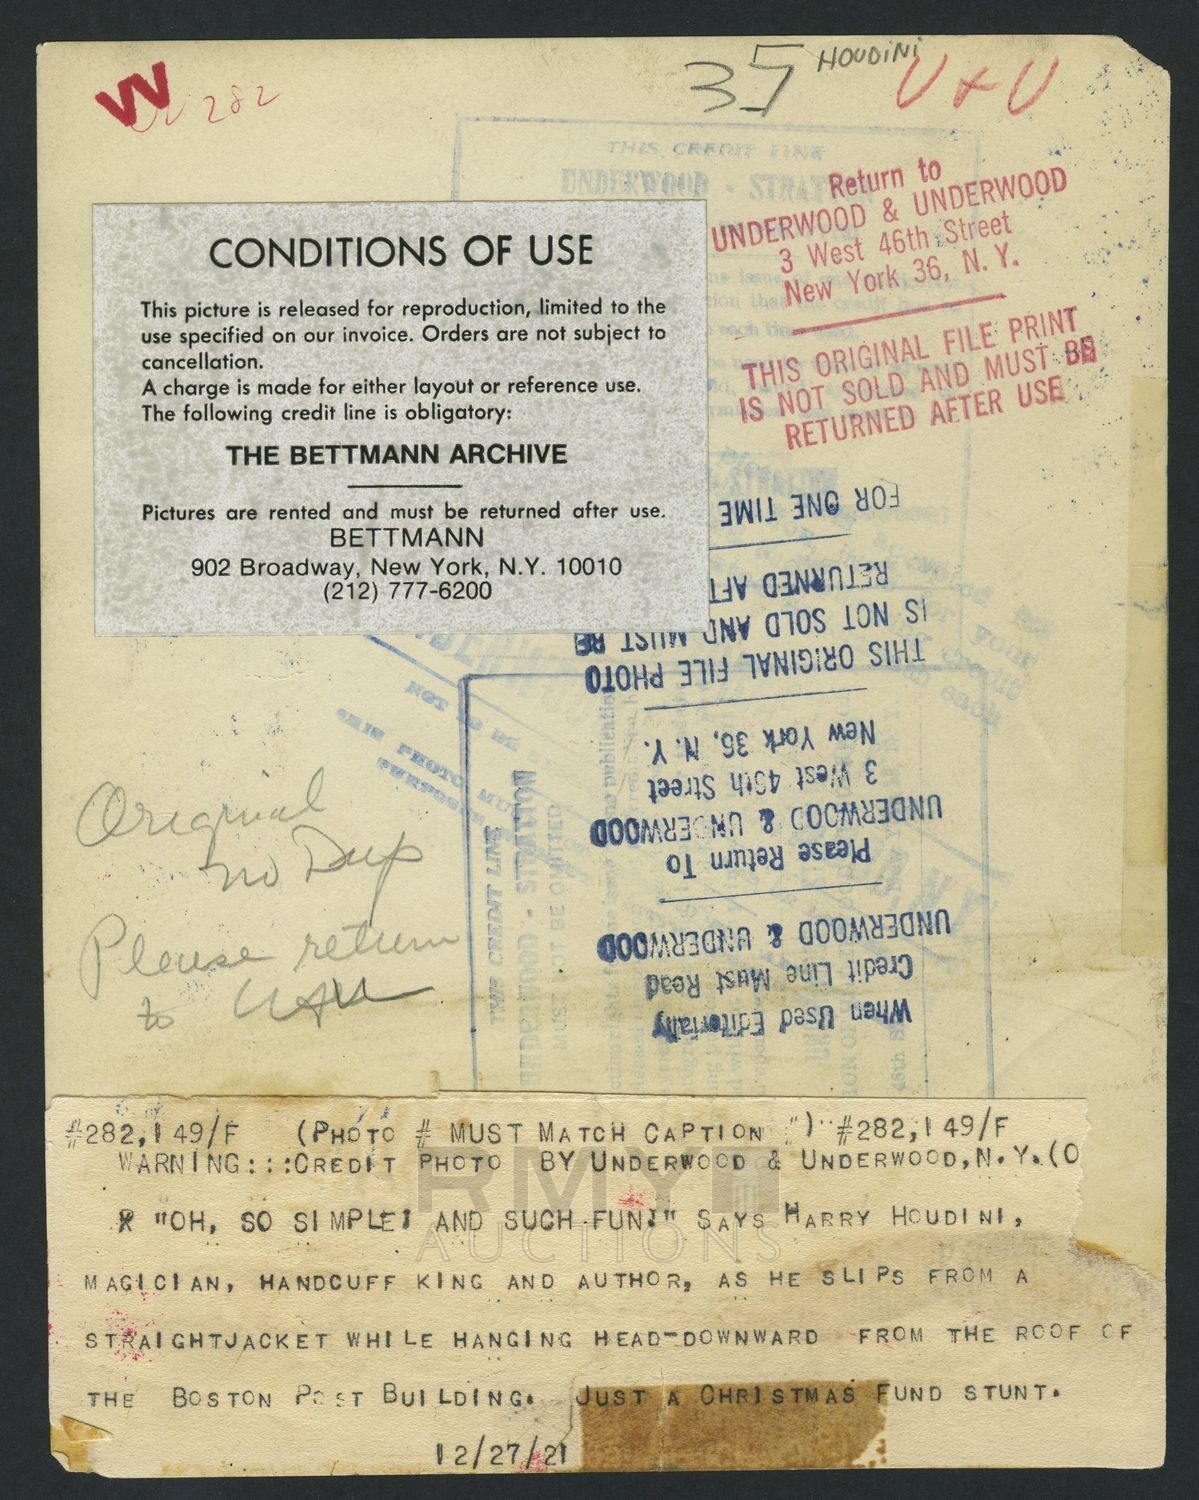 W
282
35 HOUDINI
U+U
THIS CREDIT LINE
UNDERWOOD - STRAT
Return to
UNDERWOOD & UNDERWOOD
3 West 46th Street
New York 36, N.Y.
THIS ORIGINAL FILE PRINT
IS NOT SOLD AND MUST BE
RETURNED AFTER USE
CONDITIONS OF USE
This picture is released for reproduction, limited to the
use specified on our invoice. Orders are not subject to
cancellation.
A charge is made for either layout or reference use.
The following credit line is obligatory:
THE BETTMANN ARCHIVE
Pictures are rented and must be returned after use.
BETTMANN
902 Broadway, New York, N.Y. 10010
(212) 777-6200
When Used Editorially
Credit Line Must Read
UNDERWOOD & UNDERWOOD
Please Return To
UNDERWOOD & UNDERWOOD
3 West 46th Street
New York 36, N.Y.
THIS ORIGINAL FILE PHOTO
IS NOT SOLD AND MUST BE
RETURNED AFT
FOR ONE TIME
THIS CREDIT LINE
MUST NOT BE OMITTED
Original
no Dup
Please return
to U+U
#282,149/F (PHOTO # MUST MATCH CAPTION ") #282,149/F
WARNING:::CREDIT PHOTO BY UNDERWOOD & UNDERWOOD,N.Y.(O
"OH, SO SIMPLE! AND SUCH FUN!" SAYS HARRY HOUDINI,
MAGICIAN, HANDCUFF KING AND AUTHOR, AS HE SLIPS FROM A
STRAIGHTJACKET WHILE HANGING HEAD-DOWNWARD FROM THE ROOF OF
THE BOSTON POST BUILDING. JUST A CHRISTMAS FUND STUNT.
12/27/21
RMY
AUCTIONS